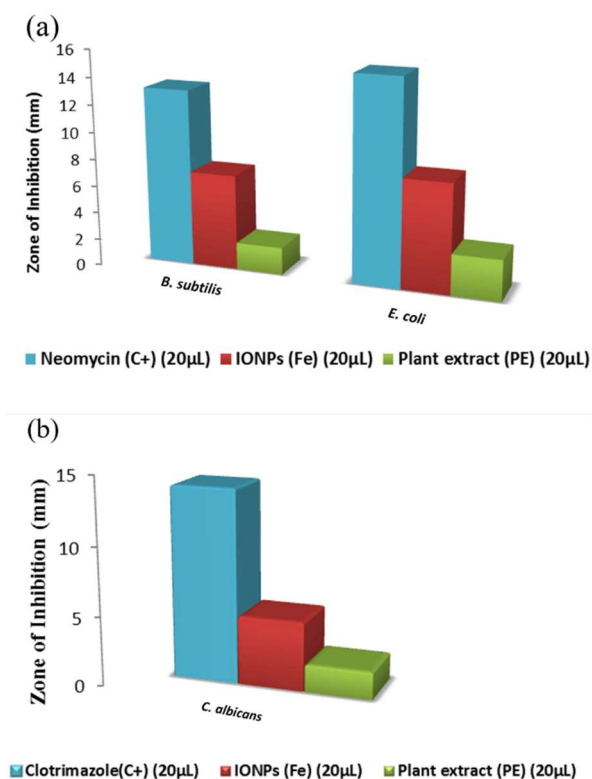 (a)
Zone of Inhibition (mm)
16
14
12
10
8
6
4
2
0
B. subtilis
E. coli
Neomycin (C+) (20µL) IONPs (Fe) (20µL) Plant extract (PE) (20µL)
(b)
Zone of Inhibition (mm)
15
10
5
0
C. albicans
Clotrimazole(C+) (20µL) IONPs (Fe) (20µL) Plant extract (PE) (20µL)